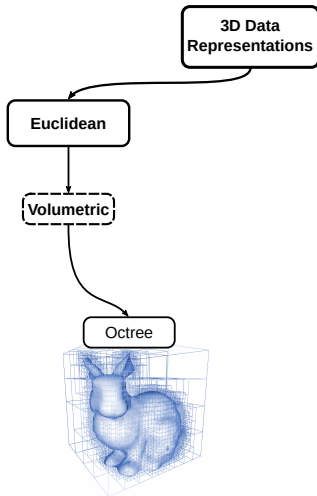 3D Data
Representations
Euclidean
Volumetric
Octree